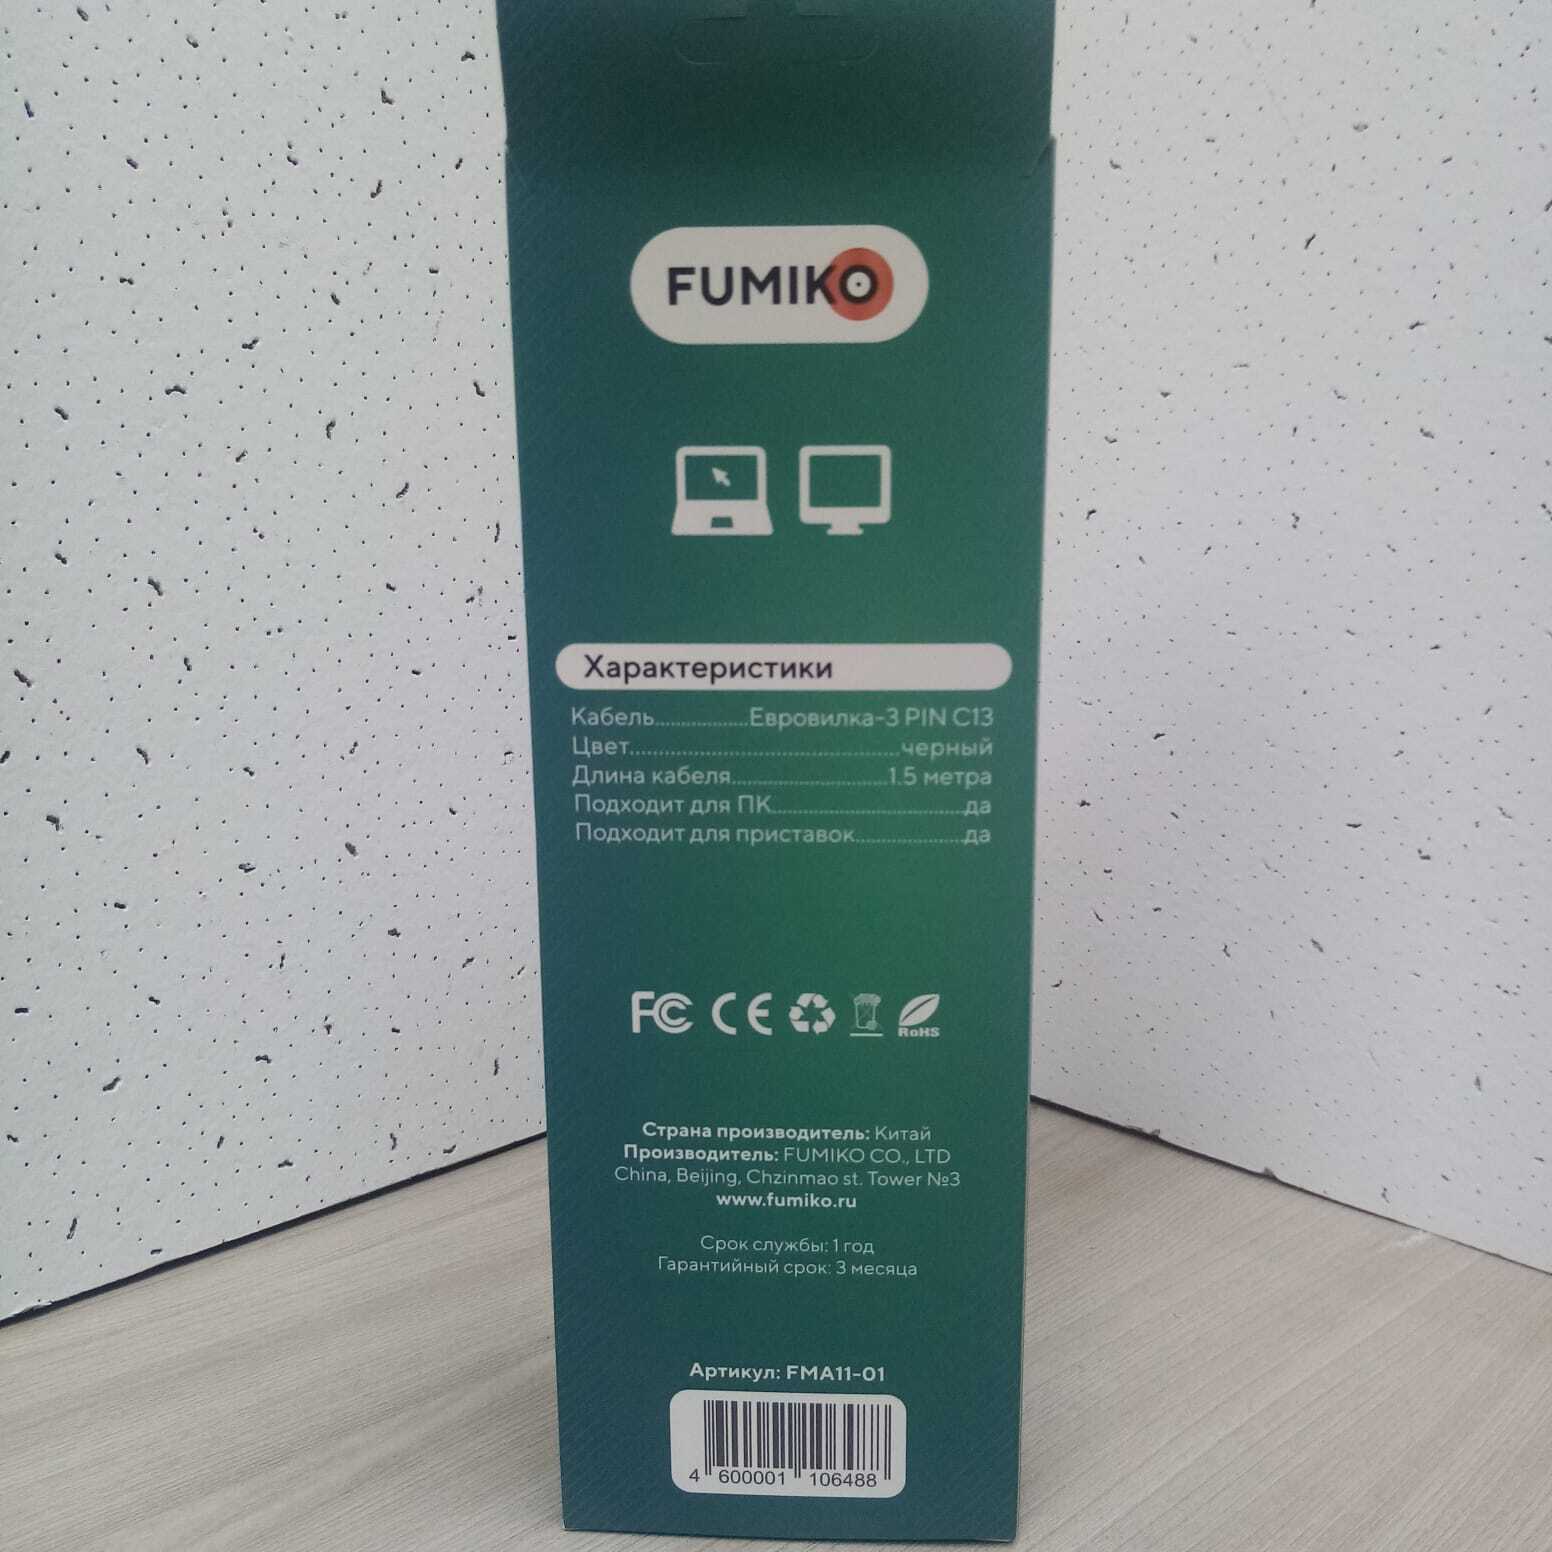 FUMIKO
Характеристики
Кабель..................Евровилка-3 PIN C13
Цвет..........................................черный
Длина кабеля........................1.5 метра
Подходит для ПК.............................да
Подходит для приставок................да
FC CE RoHS
Страна производитель: Китай
Производитель: FUMIKO CO., LTD
China, Beijing, Chzinmao st. Tower №3
www.fumiko.ru
Срок службы: 1 год
Гарантийный срок: 3 месяца
Артикул: FMA11-01
4 600001 106488